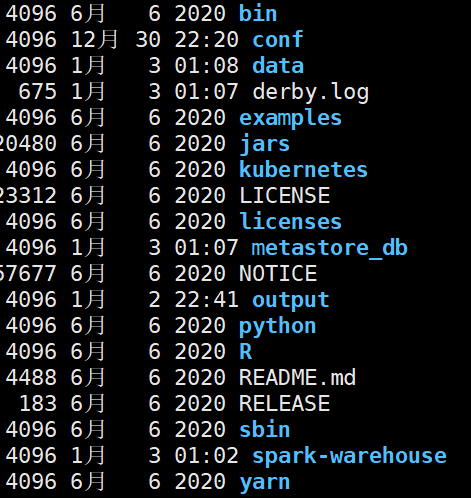 4096 6月 6 2020 bin
4096 12月 30 22:20 conf
4096 1月 3 01:08 data
675 1月 3 01:07 derby.log
4096 6月 6 2020 examples
20480 6月 6 2020 jars
4096 6月 6 2020 kubernetes
23312 6月 6 2020 LICENSE
4096 6月 6 2020 licenses
4096 1月 3 01:07 metastore_db
57677 6月 6 2020 NOTICE
4096 1月 2 22:41 output
4096 6月 6 2020 python
4096 6月 6 2020 R
4488 6月 6 2020 README.md
183 6月 6 2020 RELEASE
4096 6月 6 2020 sbin
4096 1月 3 01:02 spark-warehouse
4096 6月 6 2020 yarn